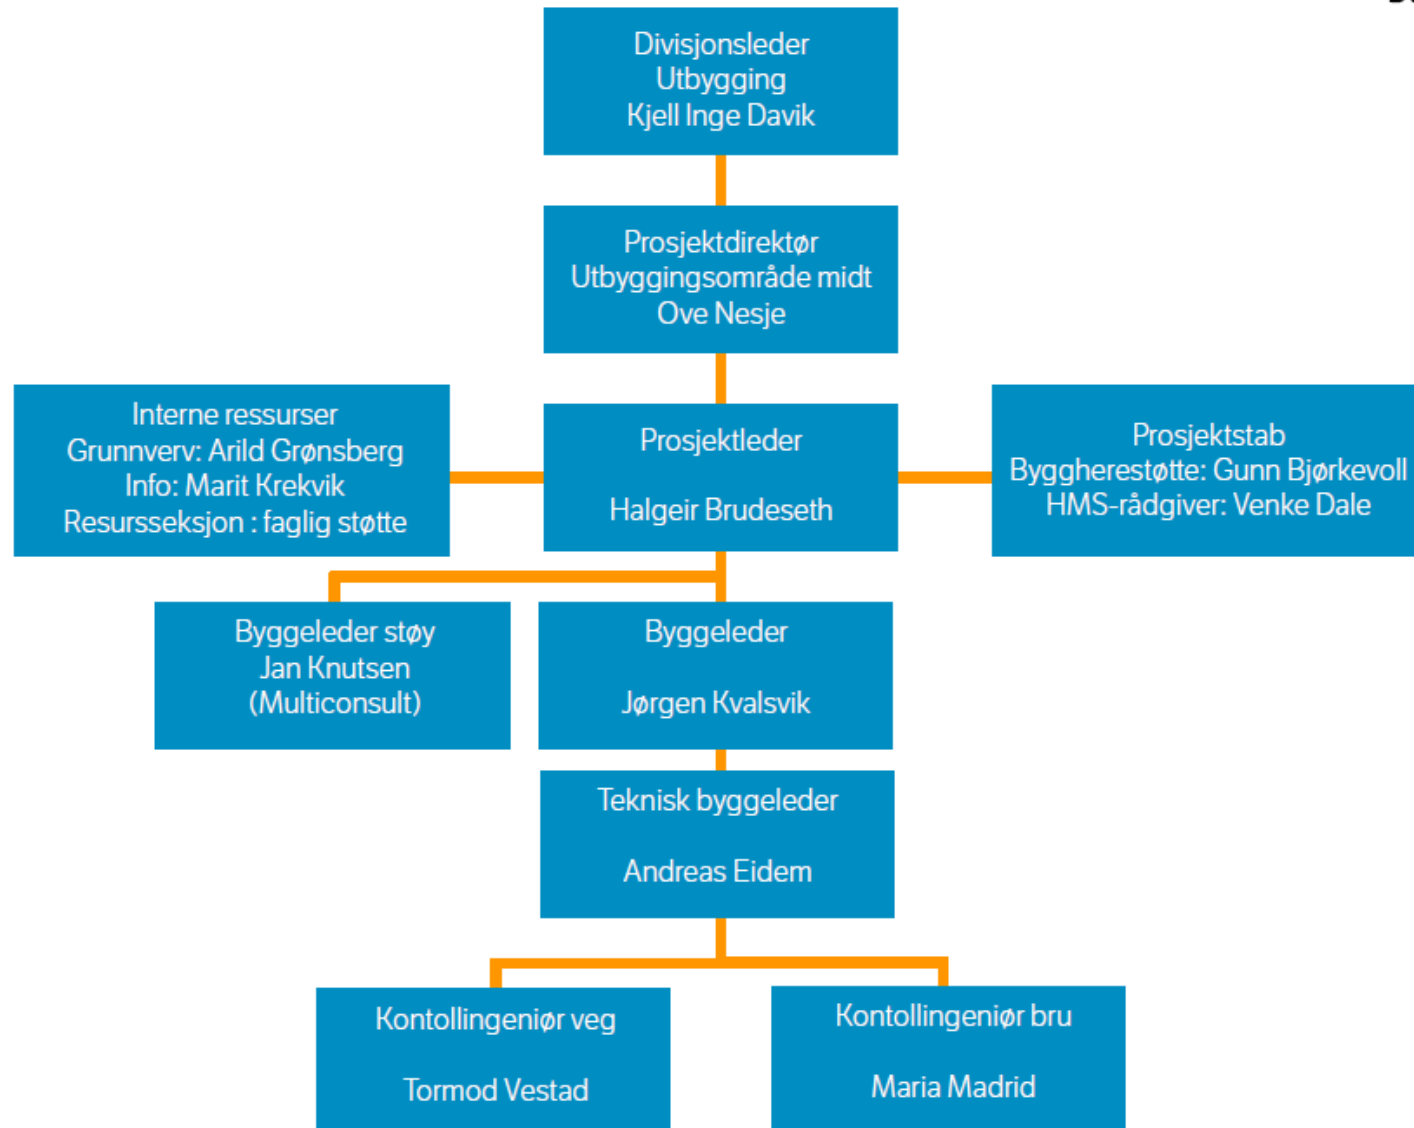 Divisjonsleder
Utbygging
Kjell Inge Davik
Prosjektdirektør
Utbyggingsområde midt
Ove Nesje
Interne ressurser
Grunnverv: Arild Grønsberg
Info: Marit Krekvik
Resursseksjon : faglig støtte
Prosjektleder
Halgeir Brudeseth
Prosjektstab
Byggherestøtte: Gunn Bjørkevoll
HMS-rådgiver: Venke Dale
Byggeleder støy
Jan Knutsen
(Multiconsult)
Byggeleder
Jørgen Kvalsvik
Teknisk byggeleder
Andreas Eidem
Kontollingeniør veg
Tormod Vestad
Kontollingeniør bru
Maria Madrid